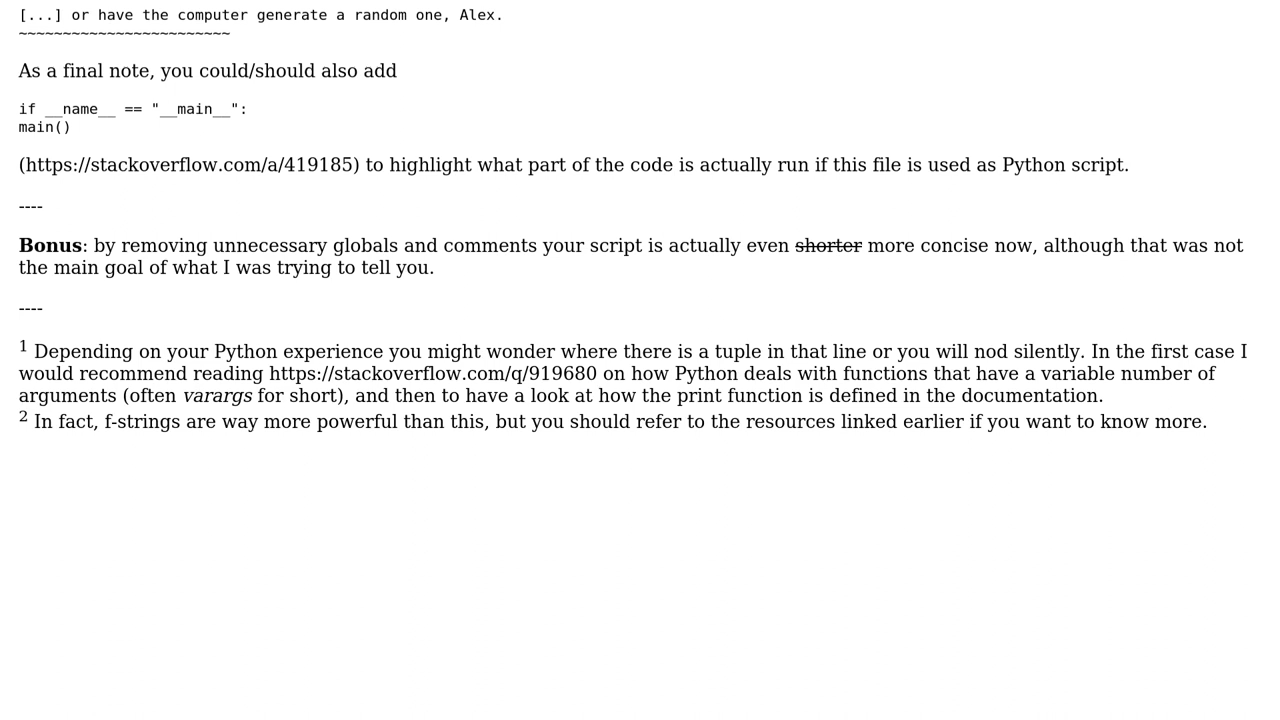 [...] or have the computer generate a random one, Alex.
~~~~~~~~~~~~~~~~~~~~~~~~
As a final note, you could/should also add
if __name__ == "__main__":
main()
(https://stackoverflow.com/a/419185) to highlight what part of the code is actually run if this file is used as Python script.
----
Bonus: by removing unnecessary globals and comments your script is actually even shorter more concise now, although that was not
the main goal of what I was trying to tell you.
----
1 Depending on your Python experience you might wonder where there is a tuple in that line or you will nod silently. In the first case I
would recommend reading https://stackoverflow.com/q/919680 on how Python deals with functions that have a variable number of
arguments (often varargs for short), and then to have a look at how the print function is defined in the documentation.
2 In fact, f-strings are way more powerful than this, but you should refer to the resources linked earlier if you want to know more.